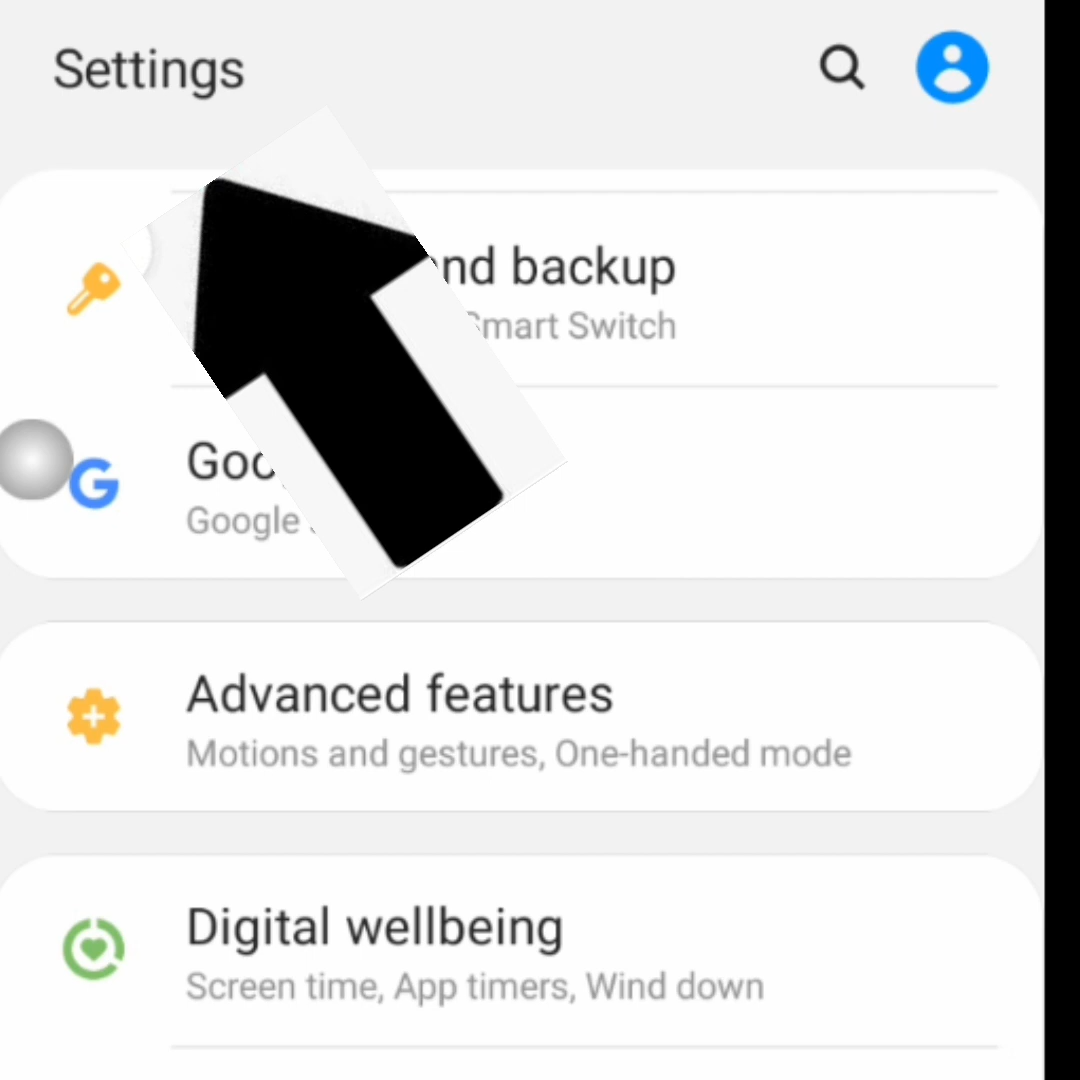 Settings
nd backup
Smart Switch
Goo
Google
Advanced features
Motions and gestures, One-handed mode
Digital wellbeing
Screen time, App timers, Wind down